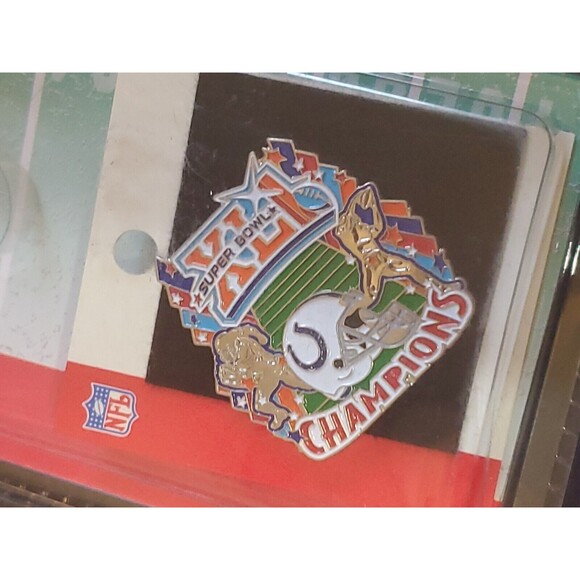 XLI
SUPER BOWL
CHAMPIONS
NFL